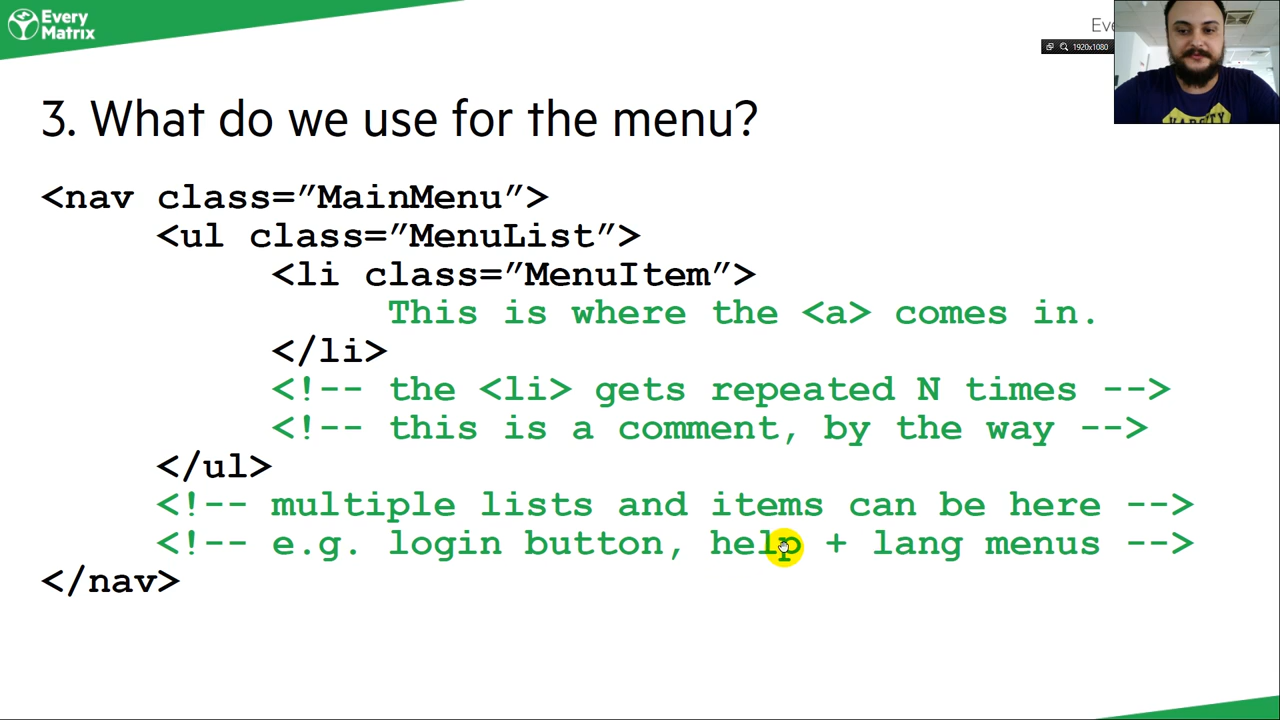 Every
Matrix
Eve
1920x1080
3. What do we use for the menu?
<nav class=”MainMenu”>
<ul class=”MenuList”>
<li class=”MenuItem”>
This is where the <a> comes in.
</li>
<!-- the <li> gets repeated N times -->
<!-- this is a comment, by the way -->
</ul>
<!-- multiple lists and items can be here -->
<!-- e.g. login button, help + lang menus -->
</nav>